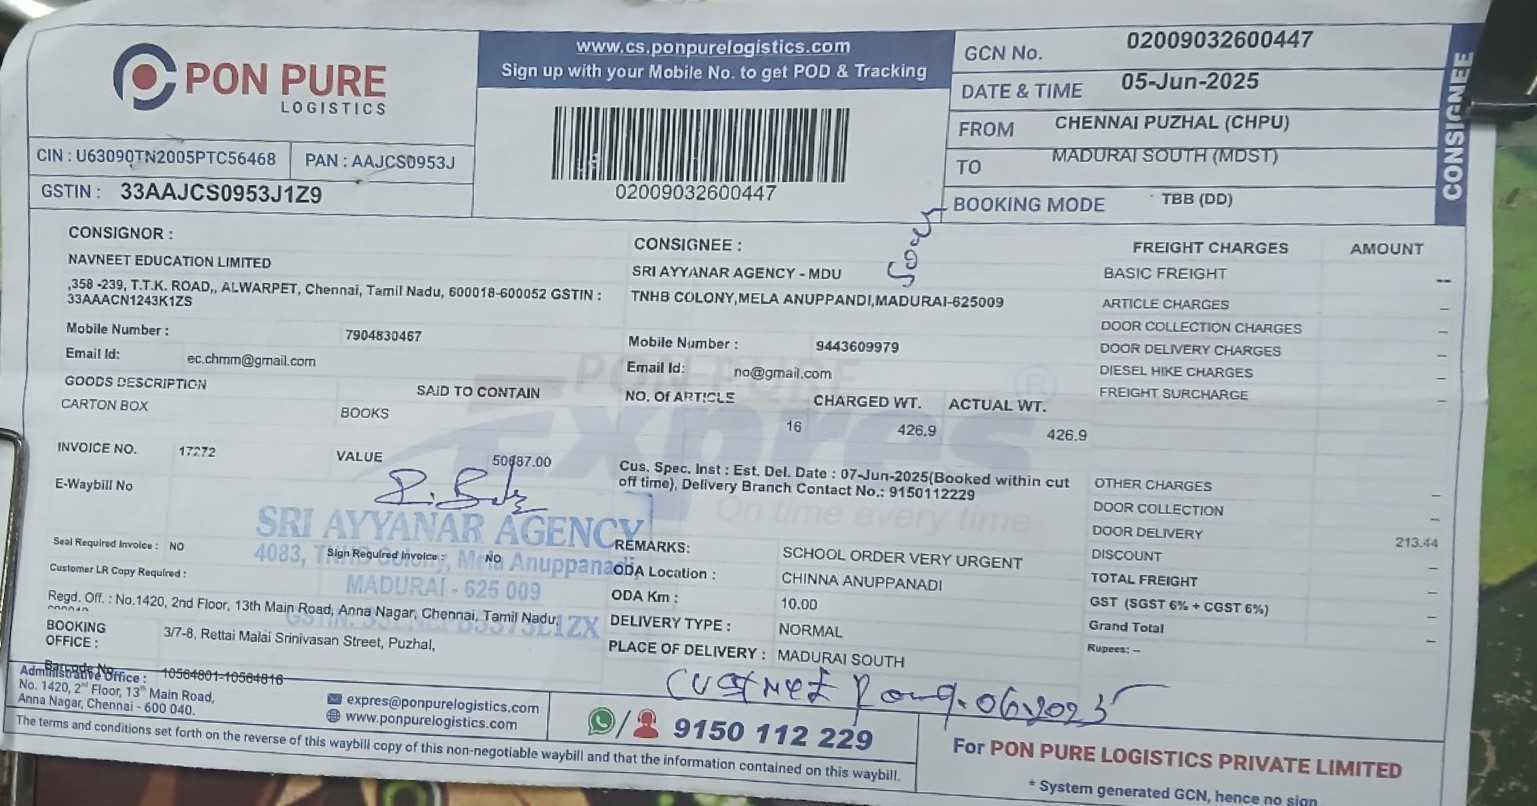 PON PURE
LOGISTICS
CIN : U63090TN2005PTC56468
PAN : AAJCS0953J
GSTIN : 33AAJCS0953J1Z9
www.cs.ponpurelogistics.com
Sign up with your Mobile No. to get POD & Tracking
02009032600447
GCN No. 02009032600447
DATE & TIME 05-Jun-2025
FROM CHENNAI PUZHAL (CHPU)
TO MADURAI SOUTH (MDST)
BOOKING MODE TBB (DD)
CONSIGNEE
CONSIGNOR :
NAVNEET EDUCATION LIMITED
,358 -239, T.T.K. ROAD,, ALWARPET, Chennai, Tamil Nadu, 600018-600052 GSTIN :
33AAACN1243K1ZS
Mobile Number : 7904830467
Email Id: ec.chmm@gmail.com
GOODS DESCRIPTION
SAID TO CONTAIN
CARTON BOX
BOOKS
INVOICE NO. 17272
VALUE 50687.00
E-Waybill No
CONSIGNEE :
SRI AYYANAR AGENCY - MDU
TNHB COLONY,MELA ANUPPANDI,MADURAI-625009
Mobile Number : 9443609979
Email Id: no@gmail.com
NO. Of ARTICLE CHARGED WT. ACTUAL WT.
16 426.9 426.9
Cus. Spec. Inst : Est. Del. Date : 07-Jun-2025(Booked within cut
off time), Delivery Branch Contact No.: 9150112229
PON PURE
Expres
®
On time every time
FREIGHT CHARGES AMOUNT
BASIC FREIGHT --
ARTICLE CHARGES –
DOOR COLLECTION CHARGES –
DOOR DELIVERY CHARGES –
DIESEL HIKE CHARGES –
FREIGHT SURCHARGE –
OTHER CHARGES –
DOOR COLLECTION –
DOOR DELIVERY 213.44
DISCOUNT –
TOTAL FREIGHT –
GST (SGST 6% + CGST 6%) –
Grand Total –
Rupees: –
SRI AYYANAR AGENCY
4083, TNHB Colony, Mela Anuppanadi,
MADURAI - 625 009
Seal Required Invoice : NO
Sign Required Invoice : NO
Customer LR Copy Required :
Regd. Off. : No.1420, 2nd Floor, 13th Main Road, Anna Nagar, Chennai, Tamil Nadu,
BOOKING
OFFICE :
3/7-8, Rettai Malai Srinivasan Street, Puzhal,
Barcode No 10564801-10564816
REMARKS: SCHOOL ORDER VERY URGENT
ODA Location : CHINNA ANUPPANADI
ODA Km : 10.00
DELIVERY TYPE : NORMAL
PLACE OF DELIVERY : MADURAI SOUTH
Administrative Office :
No. 1420, 2nd Floor, 13th Main Road,
Anna Nagar, Chennai - 600 040.
expres@ponpurelogistics.com
www.ponpurelogistics.com
9150 112 229
The terms and conditions set forth on the reverse of this waybill copy of this non-negotiable waybill and that the information contained on this waybill.
For PON PURE LOGISTICS PRIVATE LIMITED
* System generated GCN, hence no sign